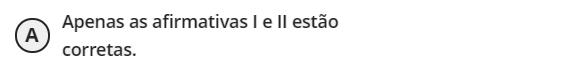 A
Apenas as afirmativas I e II estão
corretas.